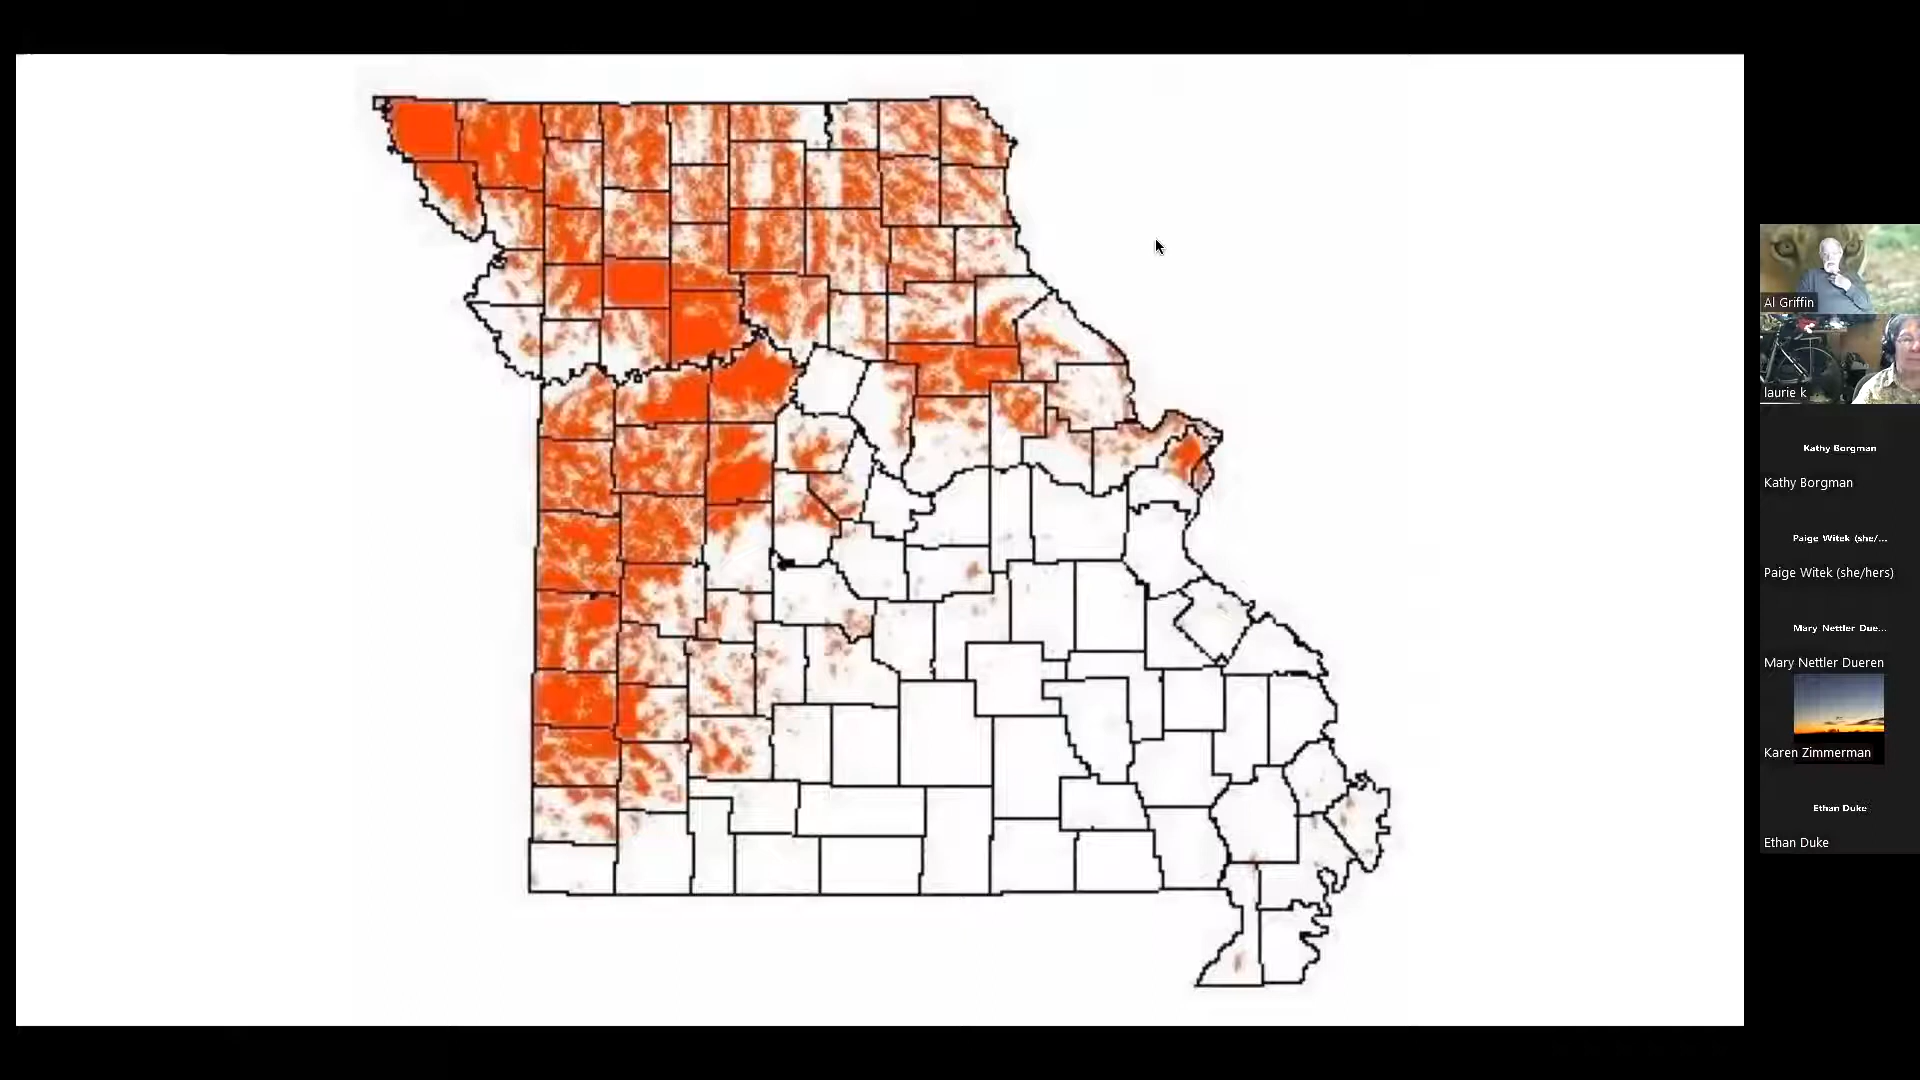 Al Griffin
laurie k
Kathy Borgman
Kathy Borgman
Paige Witek (she/...
Paige Witek (she/hers)
Mary Nettler Due...
Mary Nettler Dueren
Karen Zimmerman
Ethan Duke
Ethan Duke